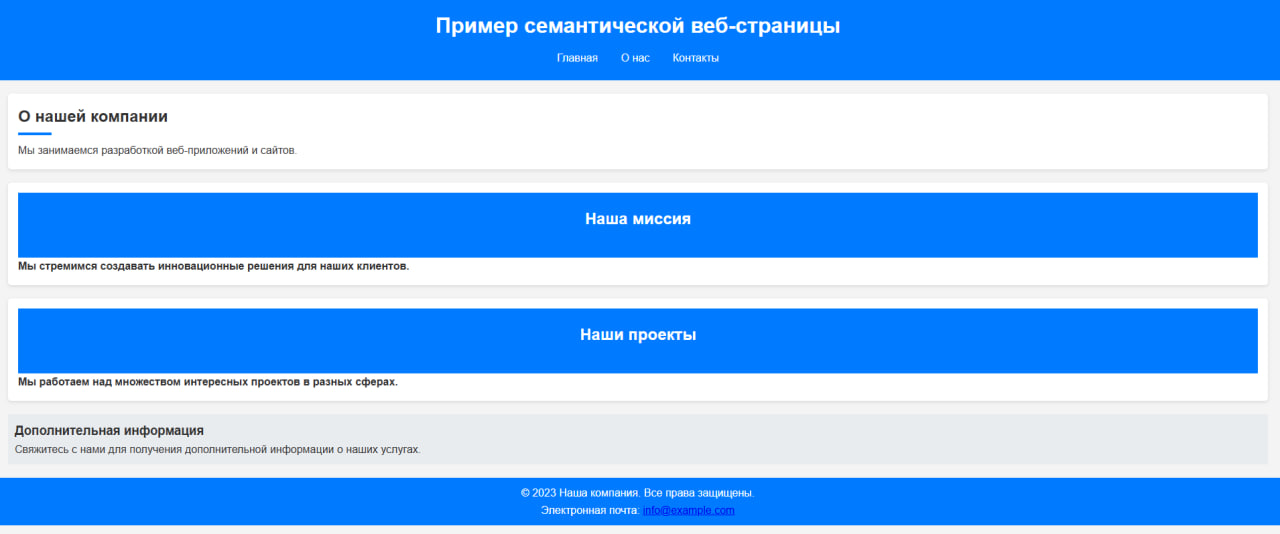 Пример семантической веб-страницы
Главная О нас Контакты
О нашей компании
Мы занимаемся разработкой веб-приложений и сайтов.
Наша миссия
Мы стремимся создавать инновационные решения для наших клиентов.
Наши проекты
Мы работаем над множеством интересных проектов в разных сферах.
Дополнительная информация
Свяжитесь с нами для получения дополнительной информации о наших услугах.
© 2023 Наша компания. Все права защищены.
Электронная почта: info@example.com